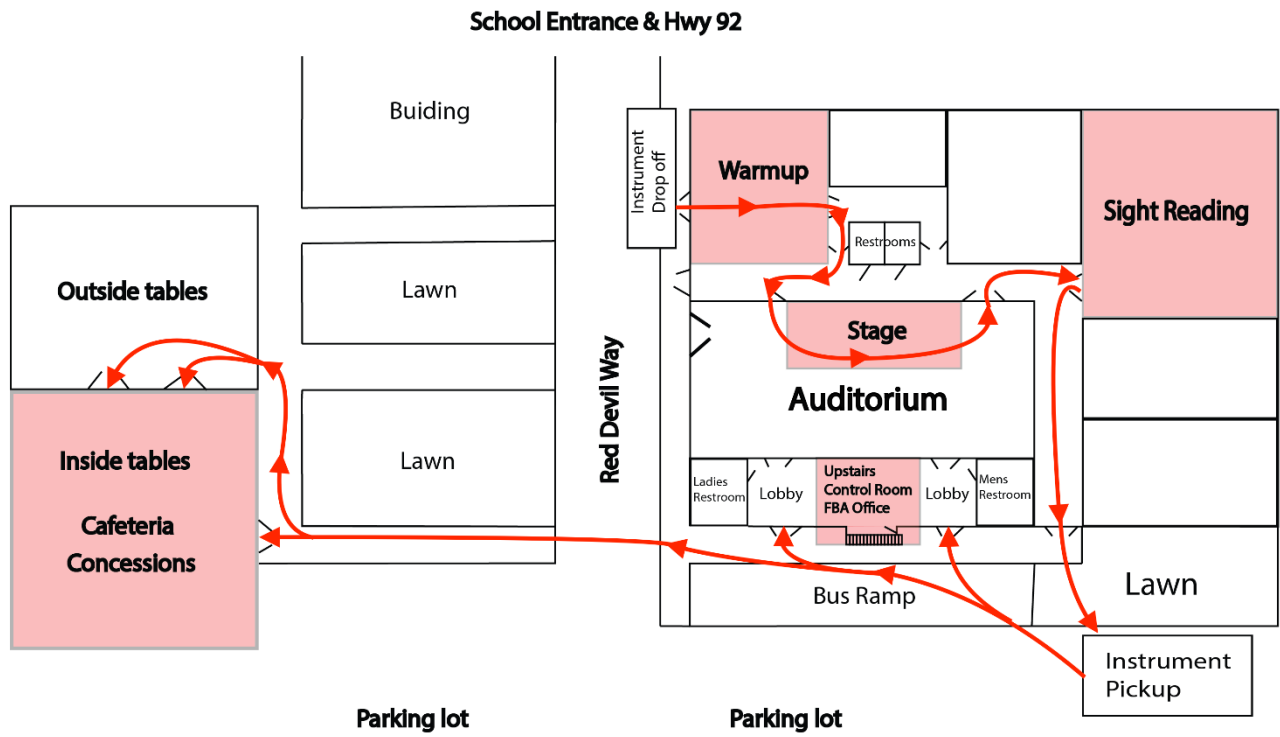 School Entrance & Hwy 92
Buiding
Instrument
Drop off
Warmup
Sight Reading
Restrooms
Outside tables
Lawn
Stage
Red Devil Way
Auditorium
Inside tables
Cafeteria
Concessions
Lawn
Ladies
Restroom
Lobby
Upstairs
Control Room
FBA Office
Lobby
Mens
Restroom
Bus Ramp
Lawn
Instrument
Pickup
Parking lot
Parking lot